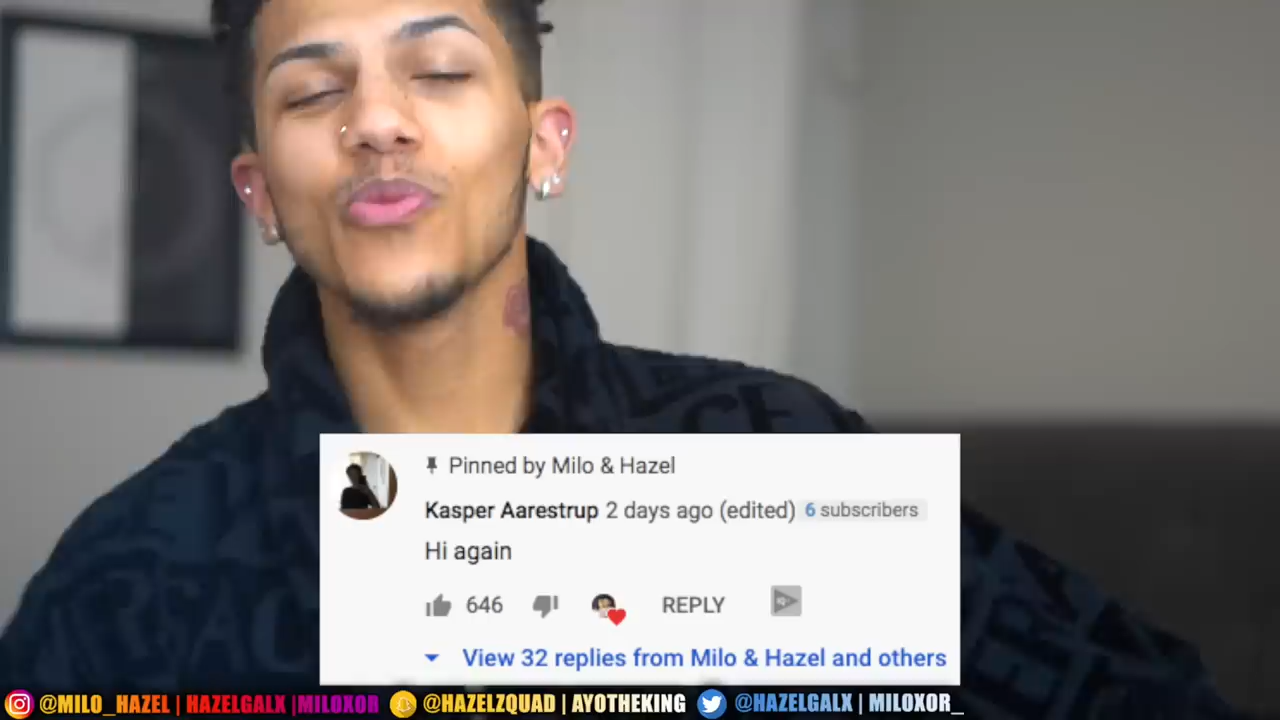 Pinned by Milo & Hazel
Kasper Aarestrup 2 days ago (edited) 6 subscribers
Hi again
646 REPLY
View 32 replies from Milo & Hazel and others
@MILO_HAZEL | HAZELGALX |MILOXOR @HAZELZQUAD | AYOTHEKING @HAZELGALX | MILOXOR_